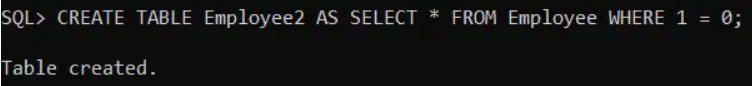 SQL> CREATE TABLE Employee2 AS SELECT * FROM Employee WHERE 1 = 0;
Table created.